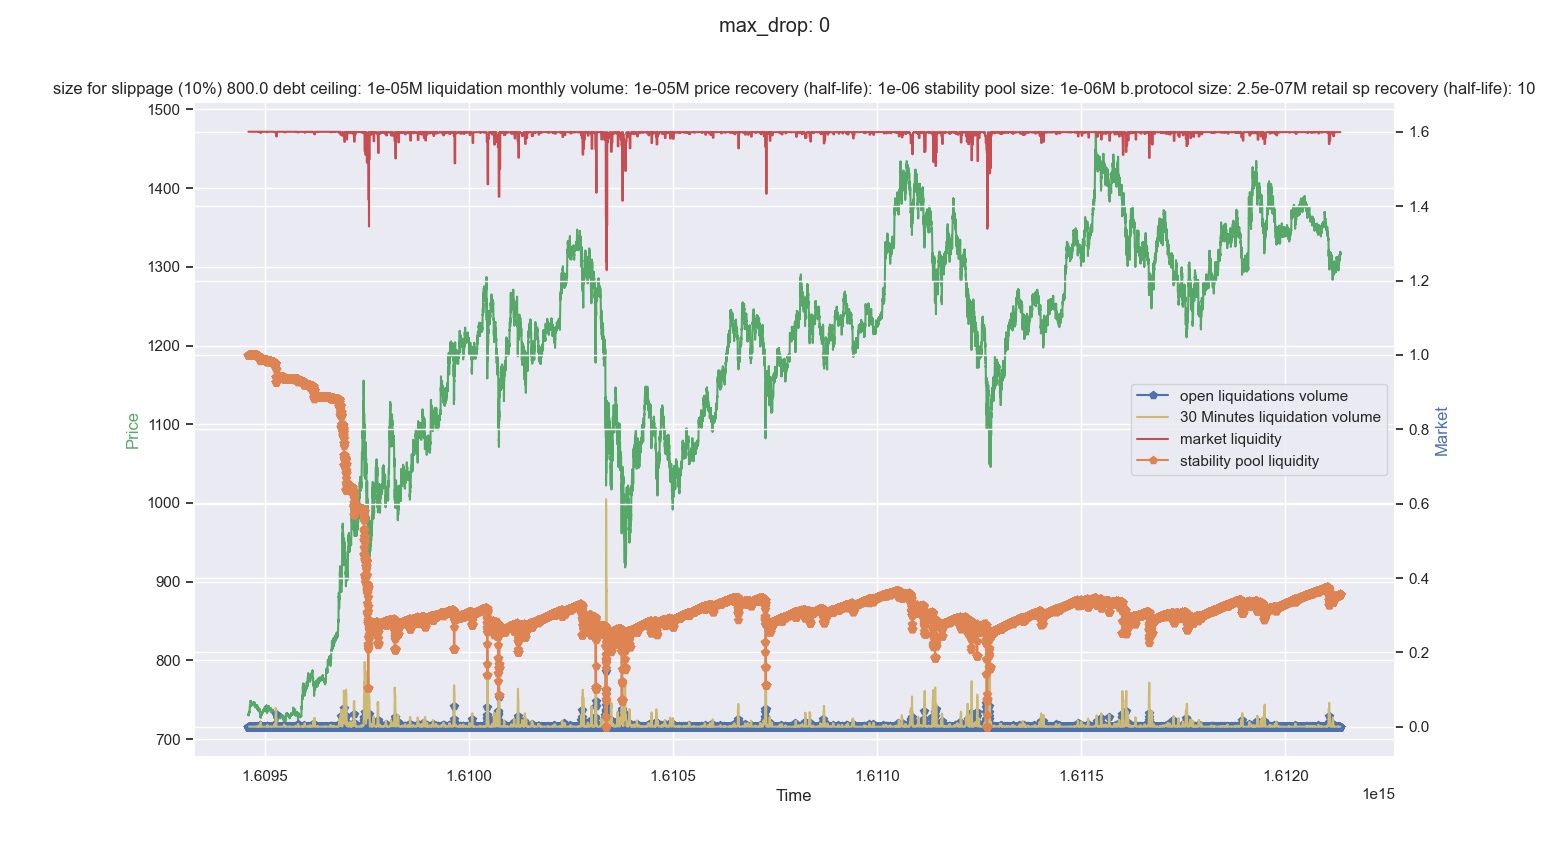 max_drop: 0
size for slippage (10%) 800.0 debt ceiling: 1e-05M liquidation monthly volume: 1e-05M price recovery (half-life): 1e-06 stability pool size: 1e-06M b.protocol size: 2.5e-07M retail sp recovery (half-life): 10
1500
1400
1300
1200
1100
1000
900
800
700
Price
1.6
1.4
1.2
1.0
0.8
0.6
0.4
0.2
0.0
Market
open liquidations volume
30 Minutes liquidation volume
market liquidity
stability pool liquidity
1.6095 1.6100 1.6105 1.6110 1.6115 1.6120
Time
1e15